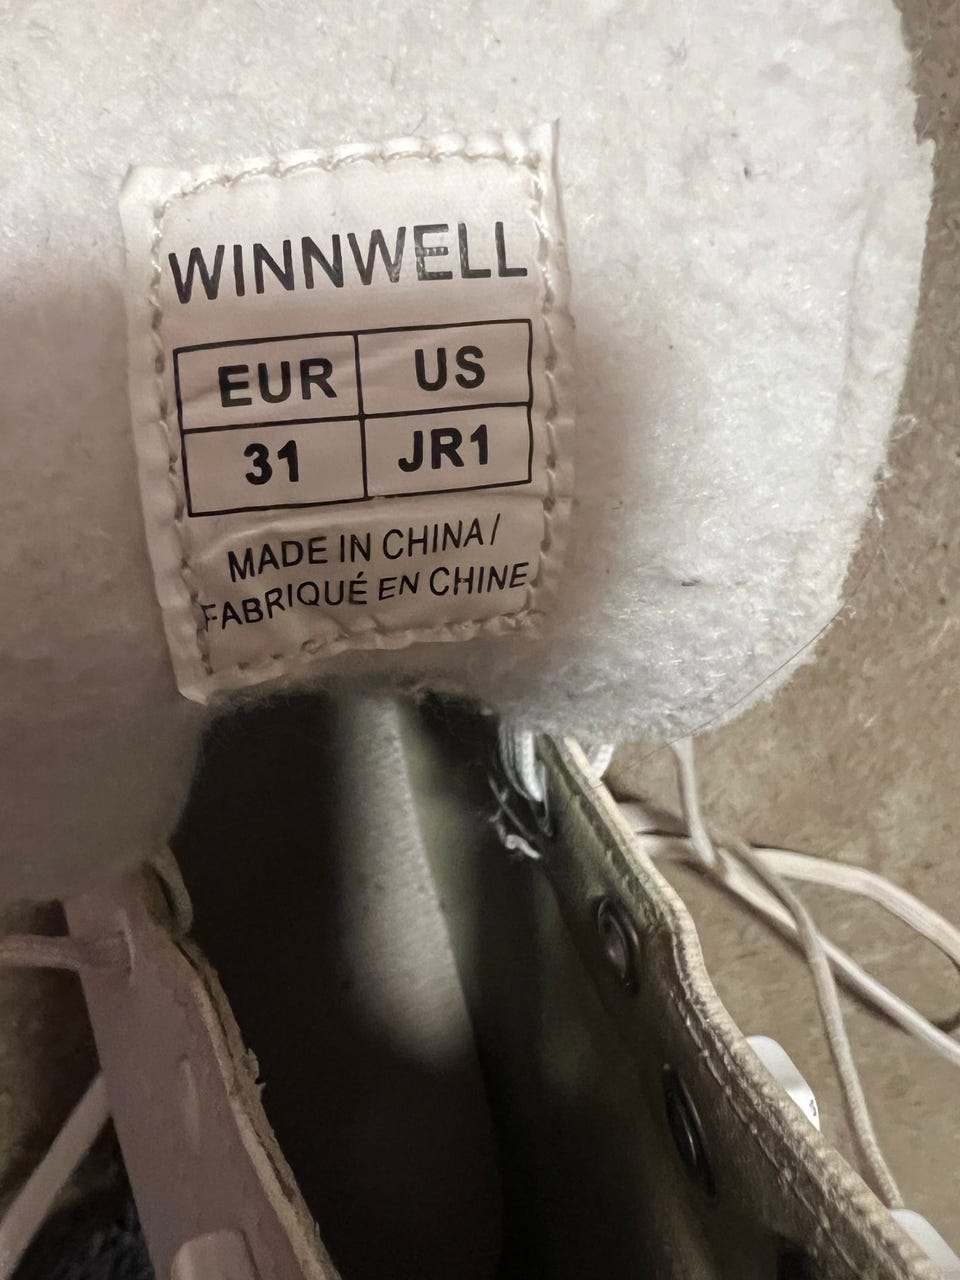 WINNWELL
EUR US
31 JR1
MADE IN CHINA/
FABRIQUÉ EN CHINE